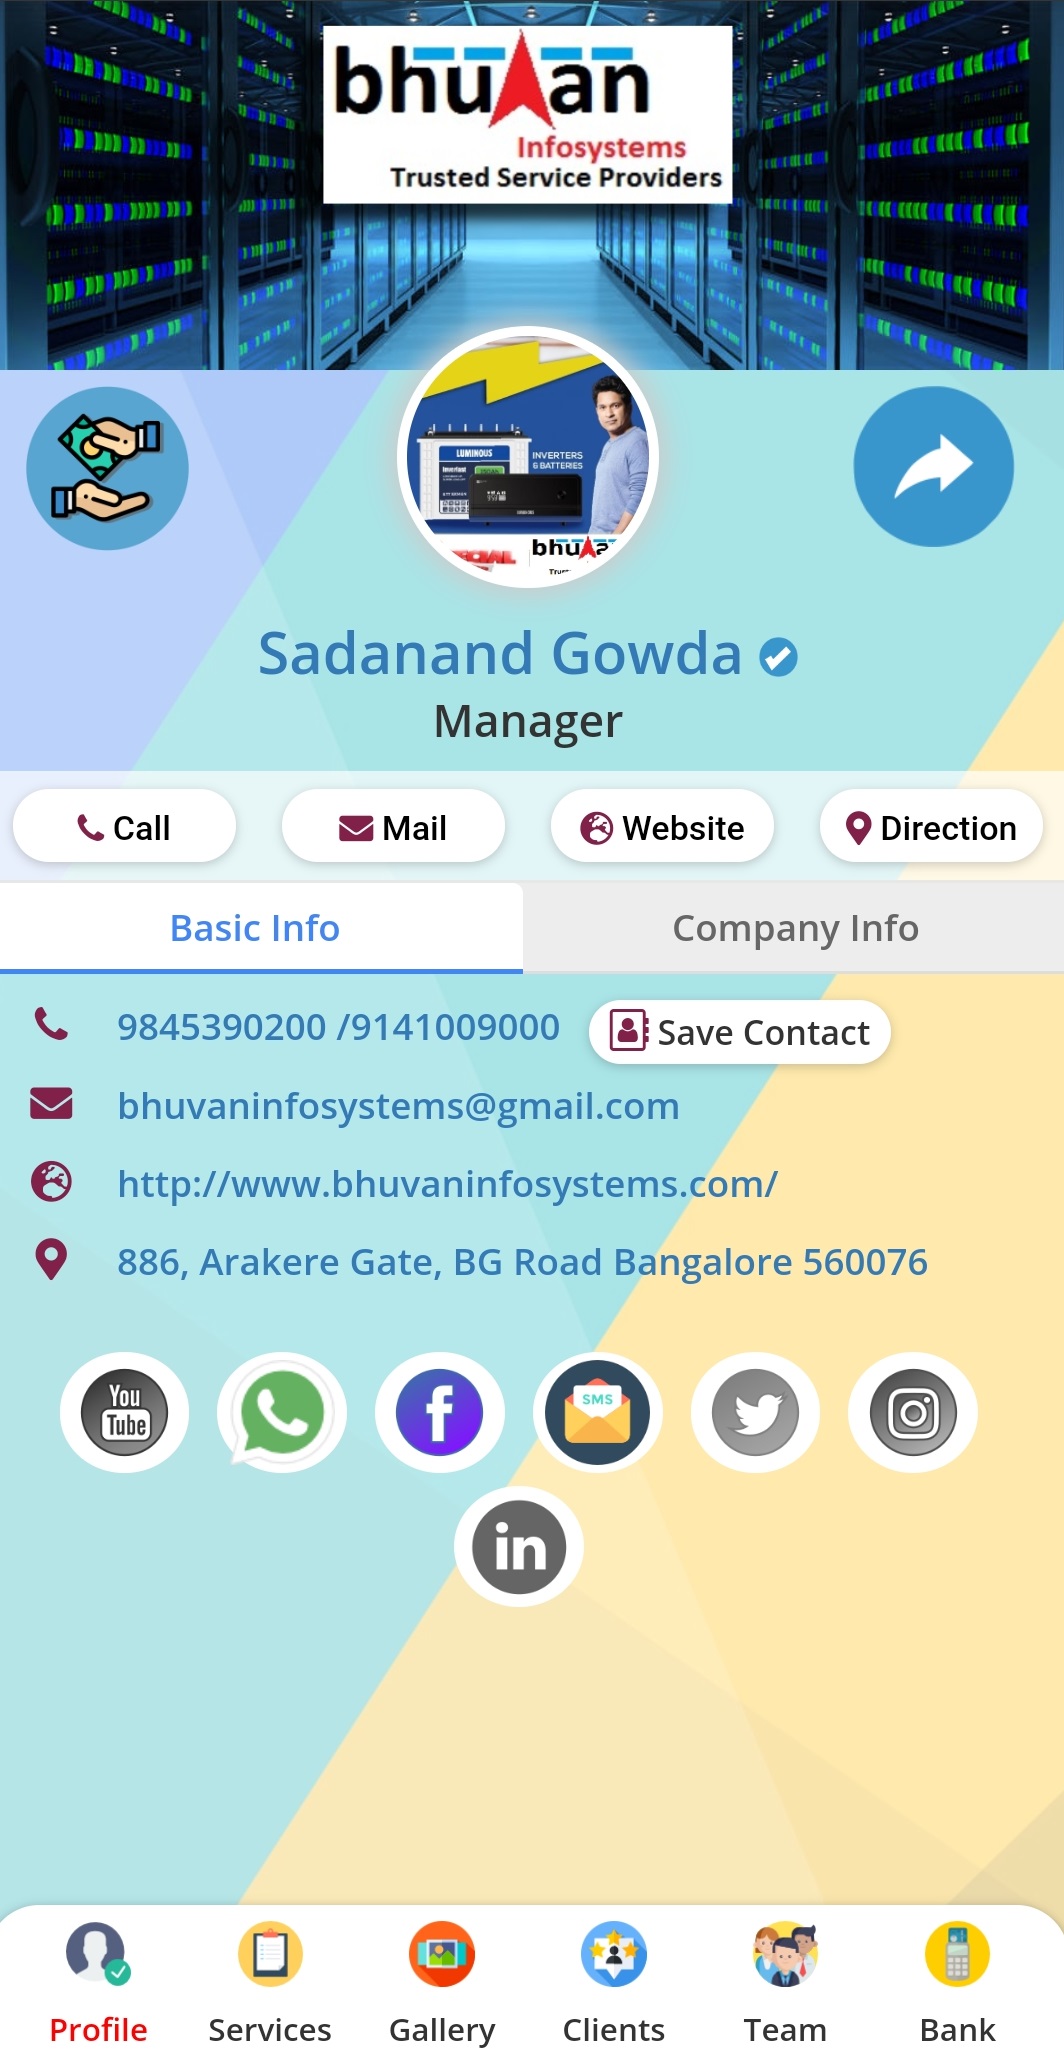 bhuvan
Infosystems
Trusted Service Providers
LUMINOUS
INVERTERS
& BATTERIES
bhuva
Sadanand Gowda
Manager
Call
Mail
Website
Direction
Basic Info
Company Info
9845390200 /9141009000
Save Contact
bhuvaninfosystems@gmail.com
http://www.bhuvaninfosystems.com/
886, Arakere Gate, BG Road Bangalore 560076
You
Tube
f
SMS
in
Profile
Services
Gallery
Clients
Team
Bank